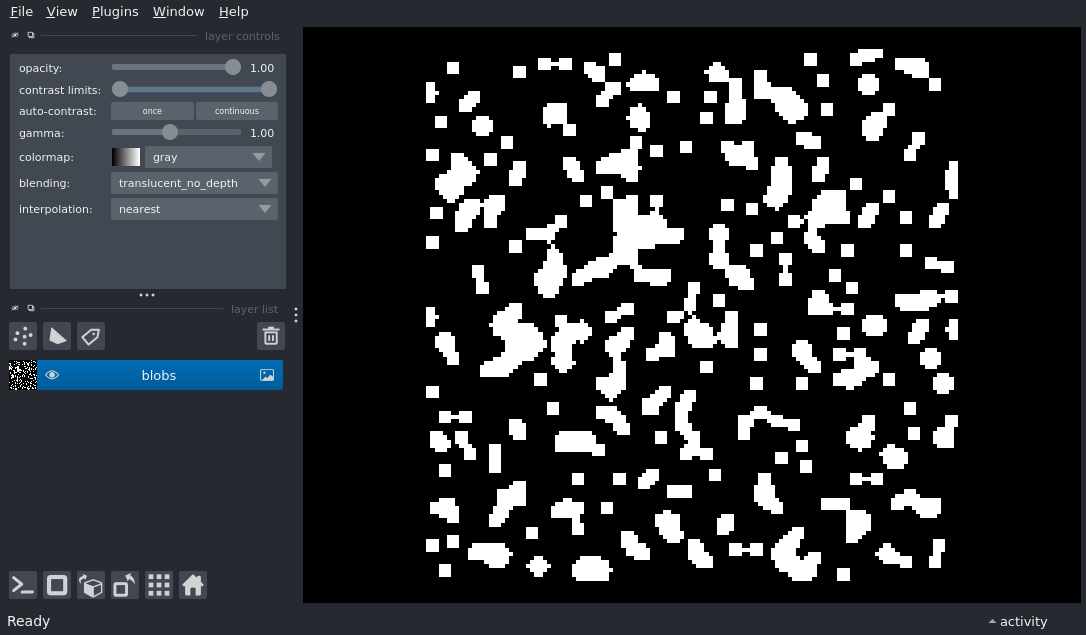 File View Plugins Window Help
layer controls
opacity: 1.00
contrast limits:
auto-contrast: once continuous
gamma: 1.00
colormap: gray
blending: translucent_no_depth
interpolation: nearest
layer list
blobs
Ready activity